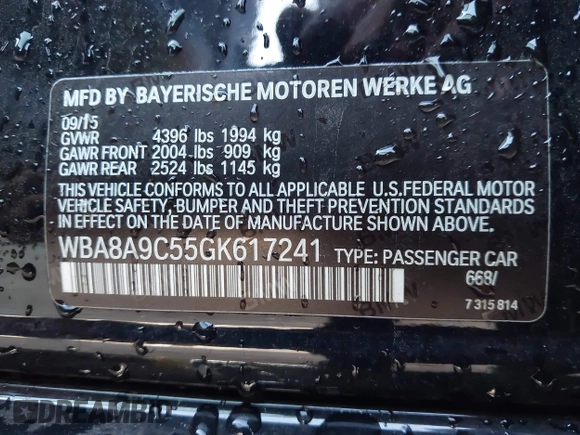 MFD BY BAYERISCHE MOTOREN WERKE AG
09/15
GVWR 4396 lbs 1994 kg
GAWR FRONT 2004 lbs 909 kg
GAWR REAR 2524 lbs 1145 kg
THIS VEHICLE CONFORMS TO ALL APPLICABLE U.S.FEDERAL MOTOR
VEHICLE SAFETY, BUMPER AND THEFT PREVENTION STANDARDS
IN EFFECT ON THE DATE OF MANUFACTURE SHOWN ABOVE.
WBA8A9C55GK617241 TYPE: PASSENGER CAR
668/
7 315 814
DREAMBID